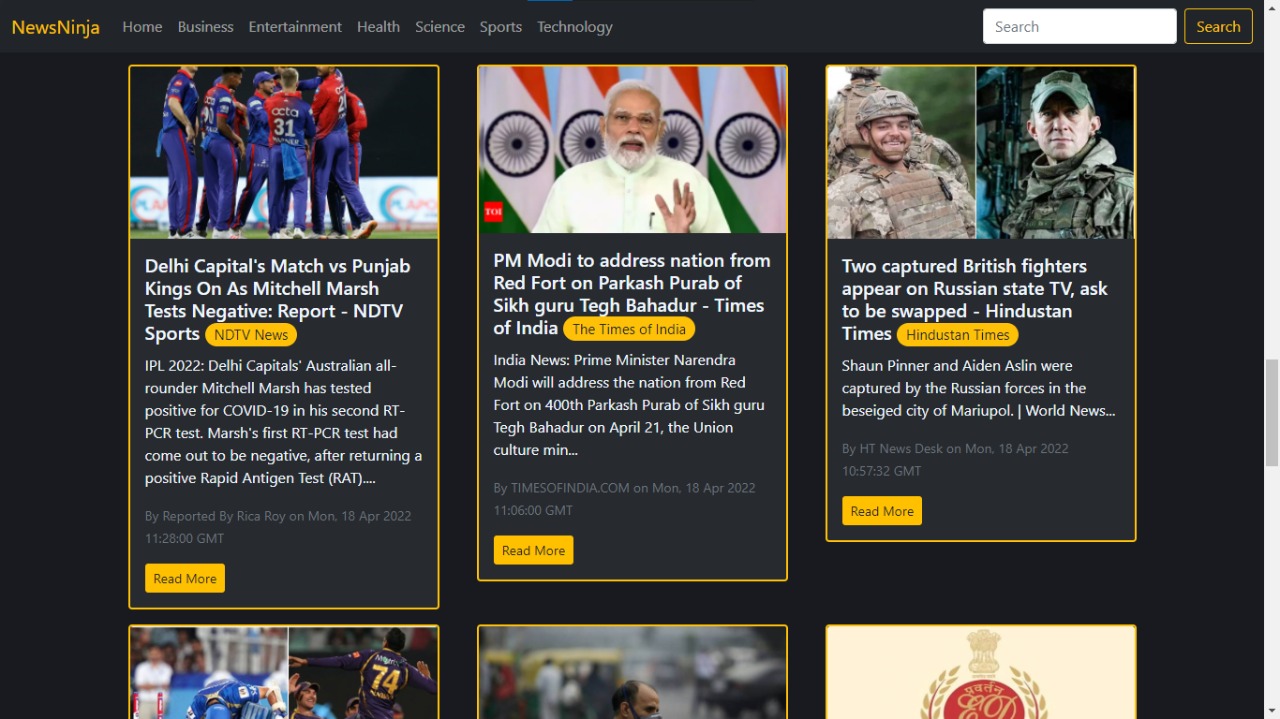 NewsNinja Home Business Entertainment Health Science Sports Technology Search Search
octa
31
TOI
Delhi Capital's Match vs Punjab
Kings On As Mitchell Marsh
Tests Negative: Report - NDTV
Sports NDTV News
IPL 2022: Delhi Capitals' Australian all-
rounder Mitchell Marsh has tested
positive for COVID-19 in his second RT-
PCR test. Marsh's first RT-PCR test had
come out to be negative, after returning a
positive Rapid Antigen Test (RAT)....
By Reported By Rica Roy on Mon, 18 Apr 2022
11:28:00 GMT
Read More
PM Modi to address nation from
Red Fort on Parkash Purab of
Sikh guru Tegh Bahadur - Times
of India The Times of India
India News: Prime Minister Narendra
Modi will address the nation from Red
Fort on 400th Parkash Purab of Sikh guru
Tegh Bahadur on April 21, the Union
culture min...
By TIMESOFINDIA.COM on Mon, 18 Apr 2022
11:06:00 GMT
Read More
Two captured British fighters
appear on Russian state TV, ask
to be swapped - Hindustan
Times Hindustan Times
Shaun Pinner and Aiden Aslin were
captured by the Russian forces in the
beseiged city of Mariupol. | World News...
By HT News Desk on Mon, 18 Apr 2022
10:57:32 GMT
Read More
74
प्रवर्तन